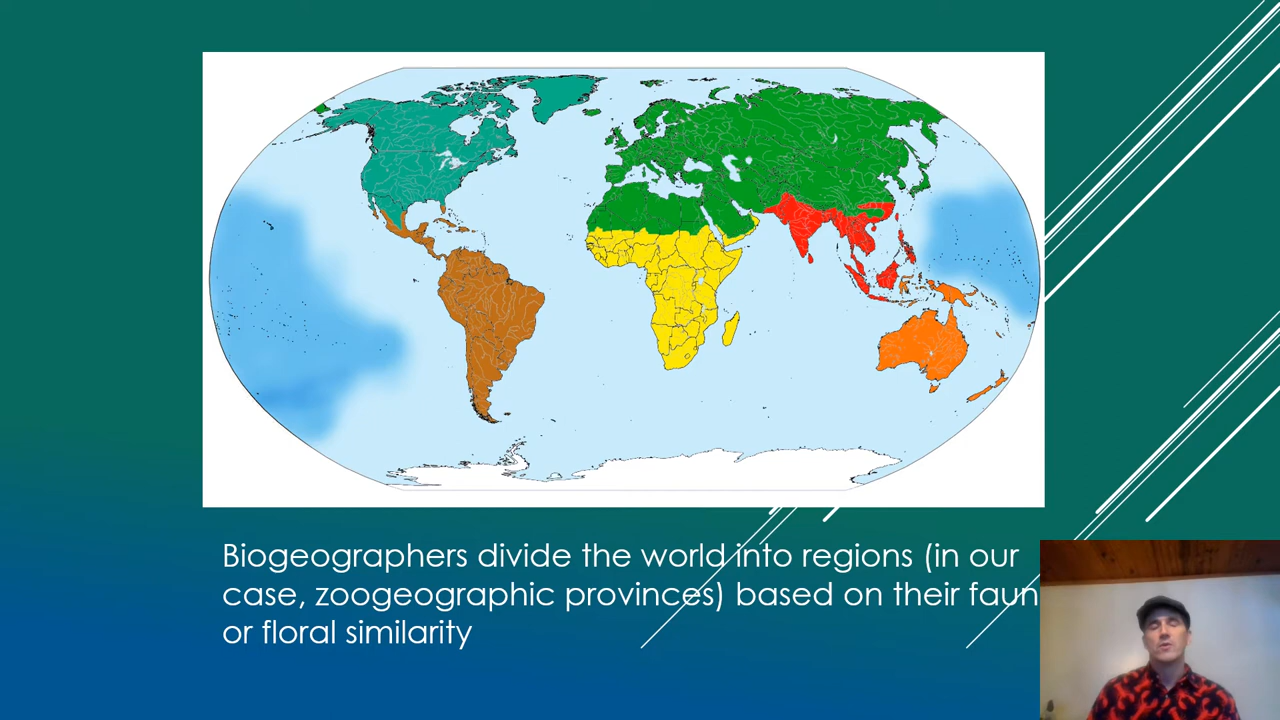 Biogeographers divide the world into regions (in our
case, zoogeographic provinces) based on their faun
or floral similarity